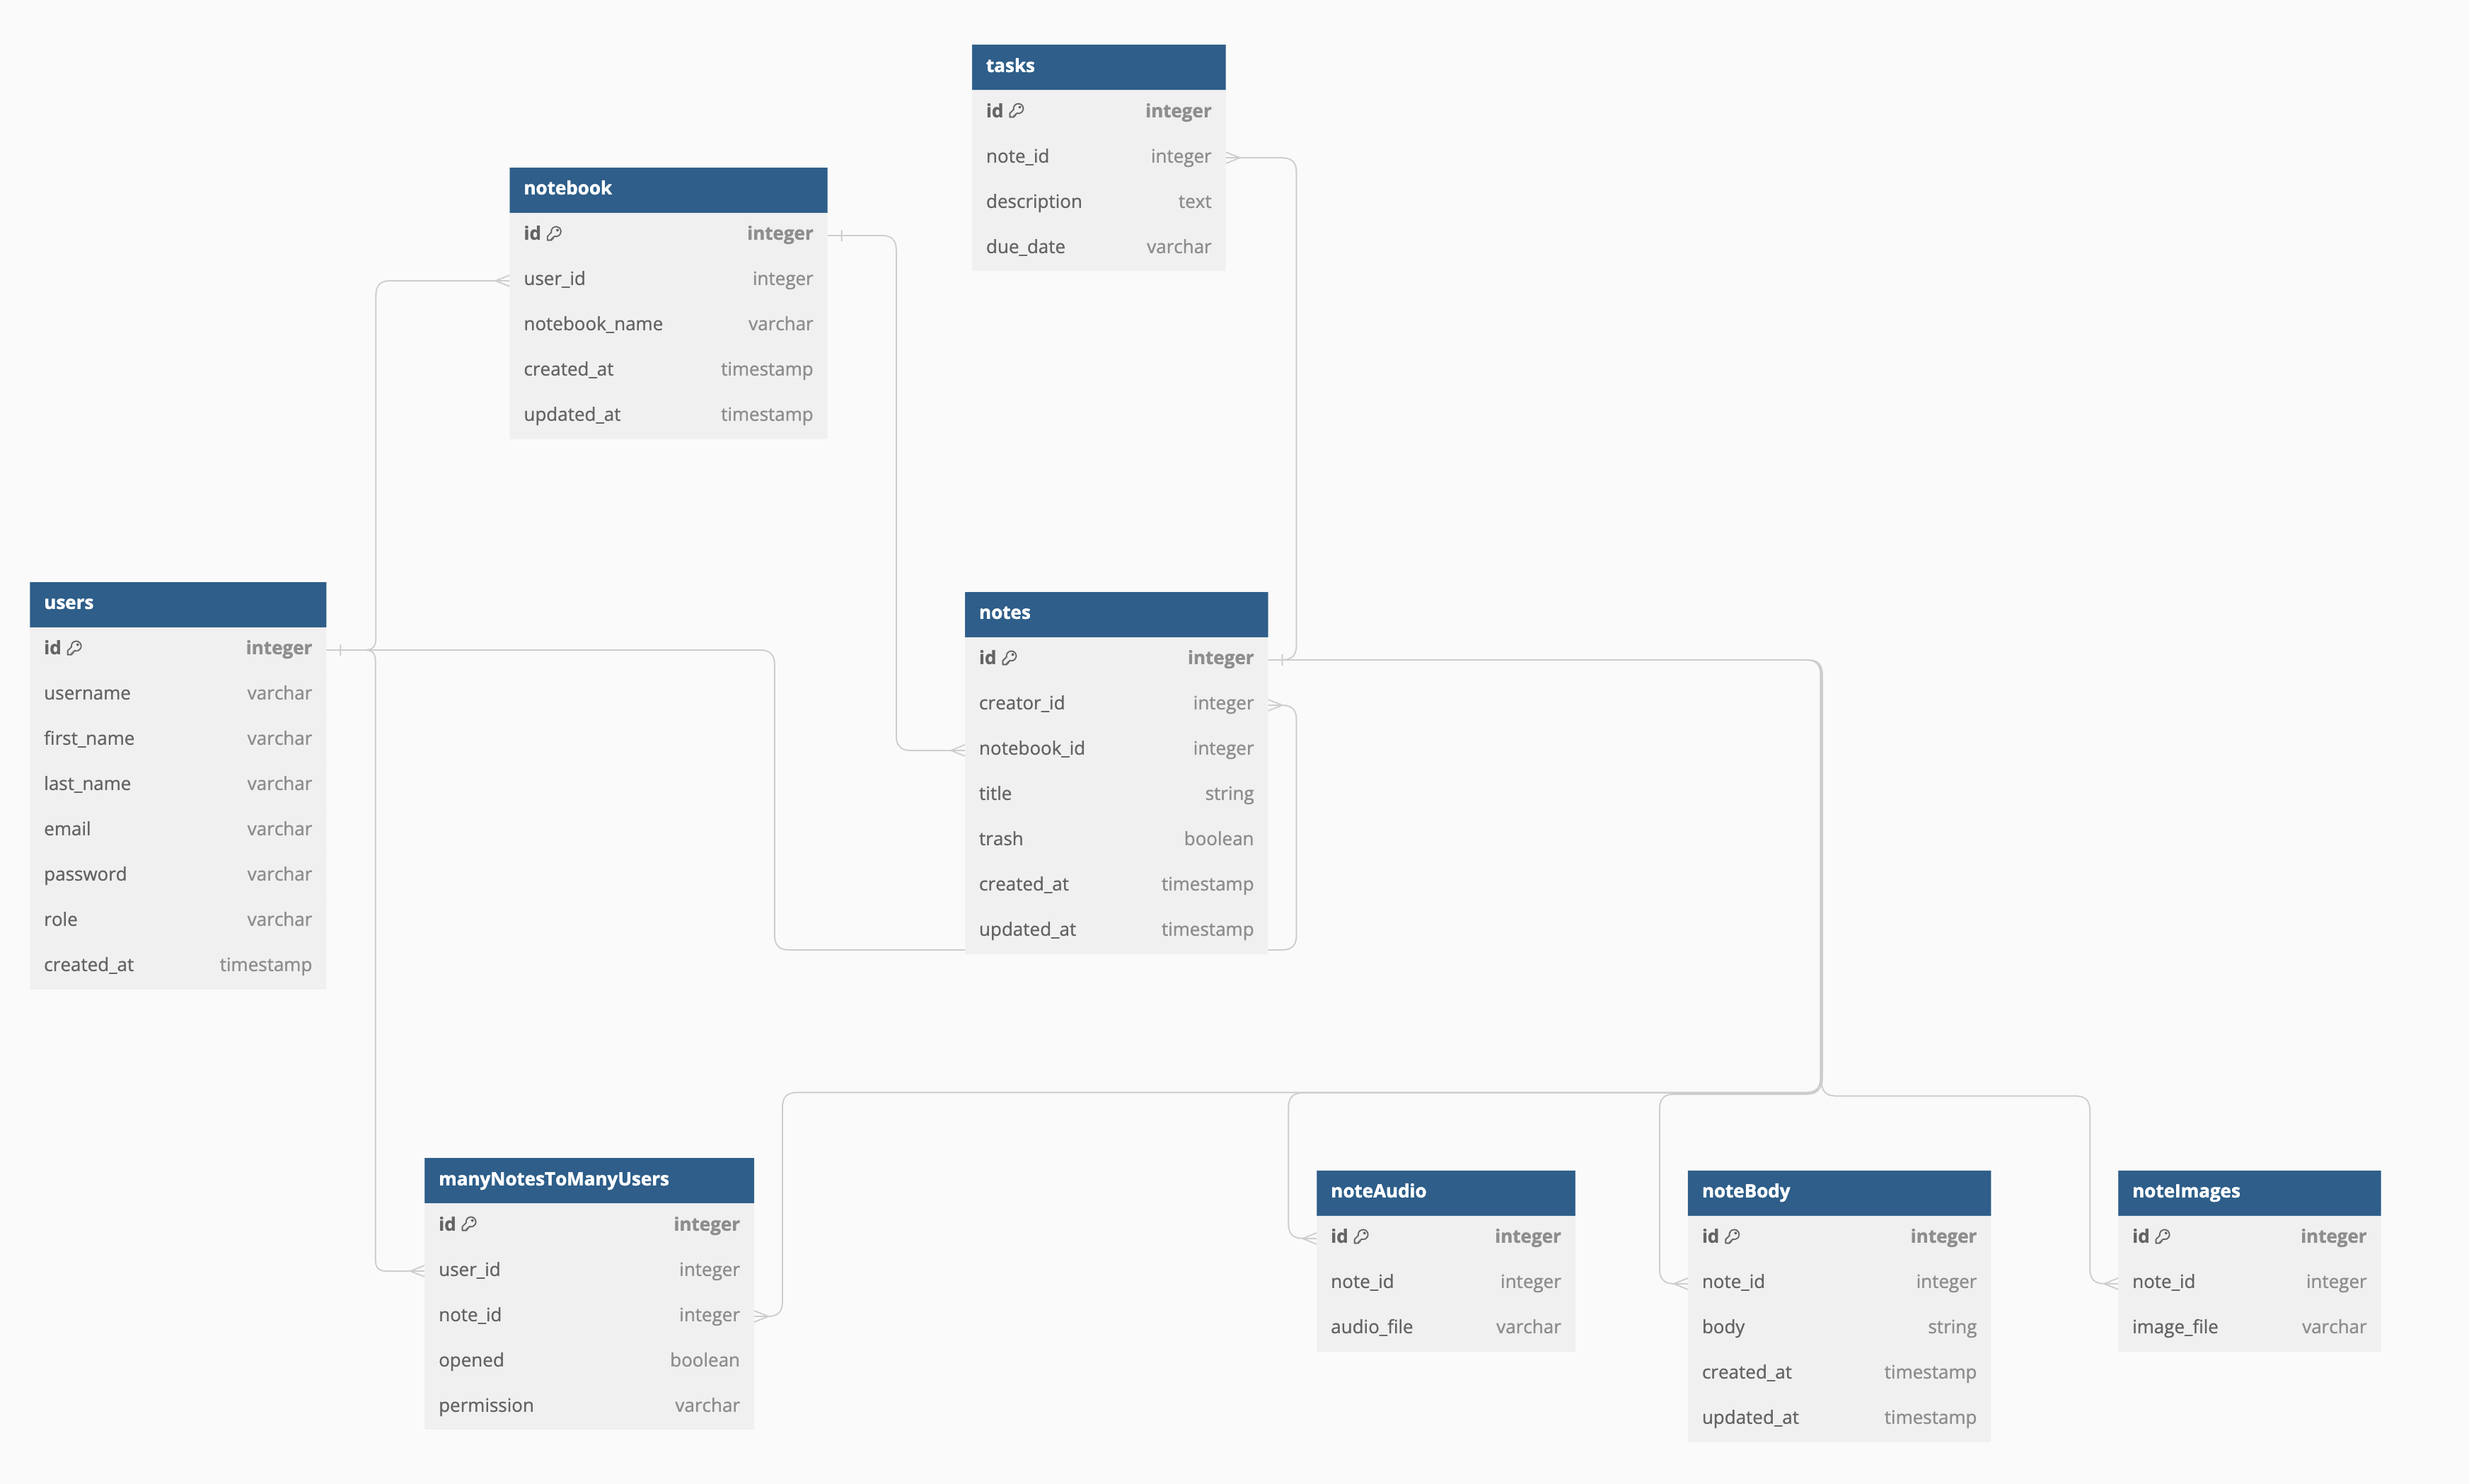 tasks
id integer
note_id integer
description text
due_date varchar
notebook
id integer
user_id integer
notebook_name varchar
created_at timestamp
updated_at timestamp
users
id integer
username varchar
first_name varchar
last_name varchar
email varchar
password varchar
role varchar
created_at timestamp
notes
id integer
creator_id integer
notebook_id integer
title string
trash boolean
created_at timestamp
updated_at timestamp
manyNotesToManyUsers
id integer
user_id integer
note_id integer
opened boolean
permission varchar
noteAudio
id integer
note_id integer
audio_file varchar
noteBody
id integer
note_id integer
body string
created_at timestamp
updated_at timestamp
noteImages
id integer
note_id integer
image_file varchar